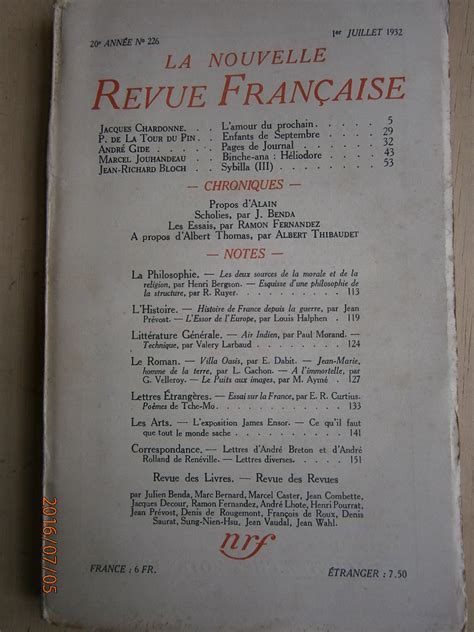 20e ANNÉE No 226 1er JUILLET 1932
LA NOUVELLE
REVUE FRANÇAISE
JACQUES CHARDONNE. . . L'amour du prochain. . . . . 5
P. DE LA TOUR DU PIN. . Enfants de Septembre . . . . 29
ANDRÉ GIDE . . . . Pages de Journal . . . . . 32
MARCEL JOUHANDEAU . . Binche-ana : Héliodore . . . . 43
JEAN-RICHARD BLOCH . . Sybilla (III) . . . . . . 53
— CHRONIQUES —
Propos d'ALAIN
Scholies, par J. BENDA
Les Essais, par RAMON FERNANDEZ
A propos d'Albert Thomas, par ALBERT THIBAUDET
— NOTES —
La Philosophie. — Les deux sources de la morale et de la
religion, par Henri Bergson. — Esquisse d'une philosophie de
la structure, par R. Ruyer. . . . . . . . . 113
L'Histoire. — Histoire de France depuis la guerre, par Jean
Prévost. — L'Essor de l'Europe, par Louis Halphen . 119
Littérature Générale. — Air Indien, par Paul Morand. —
Technique, par Valery Larbaud . . . . . . . 124
Le Roman. — Villa Oasis, par E. Dabit. — Jean-Marie,
homme de la terre, par L. Gachon. — A l'immortelle, par
G. Velleroy. — Le Puits aux images, par M. Aymé . 127
Lettres Étrangères. — Essai sur la France, par E. R. Curtius.
Poèmes de Tche-Mo. . . . . . . . . . . 133
Les Arts. — L'exposition James Ensor. — Ce qu'il faut
que tout le monde sache . . . . . . . . . 141
Correspondance. — Lettres d'André Breton et d'André
Rolland de Renéville. — Lettres diverses. . . . . 151
Revue des Livres. — Revue des Revues
par Julien Benda, Marc Bernard, Marcel Caster, Jean Combette,
Jacques Decour, Ramon Fernandez, André Lhote, Henri Pourrat,
Jean Prévost, Denis de Rougemont, François de Roux, Denis
Saurat, Sung-Nien-Hsu, Jean Vaudal, Jean Wahl.
nrf
FRANCE : 6 FR. ÉTRANGER : 7.50
2016/07/05